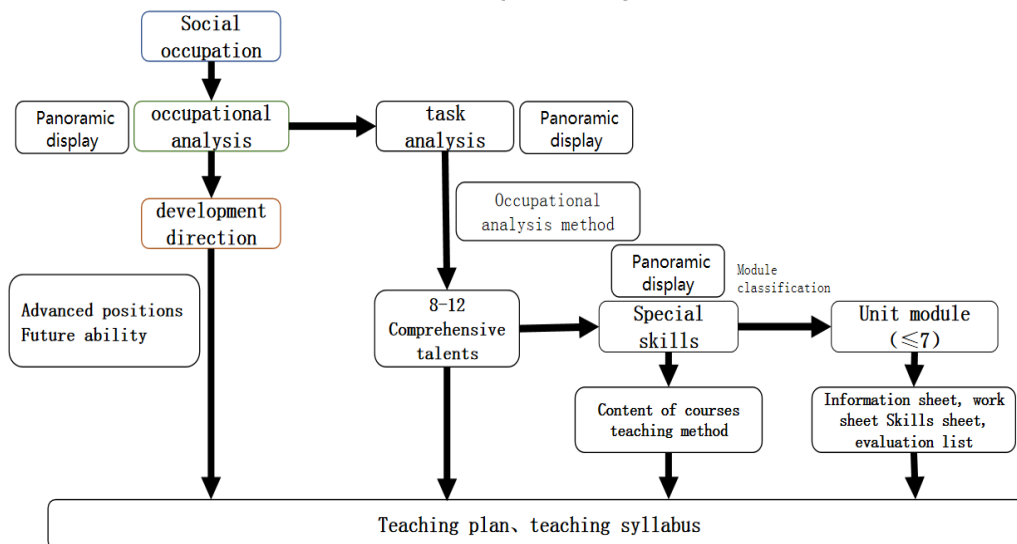 Social
occupation
Panoramic
display
occupational
analysis
task
analysis
Panoramic
display
Occupational
analysis method
development
direction
Panoramic
display
Module
classification
Advanced positions
Future ability
8-12
Comprehensive
talents
Special
skills
Unit module
(≤7)
Content of courses
teaching method
Information sheet, work
sheet Skills sheet,
evaluation list
Teaching plan、teaching syllabus